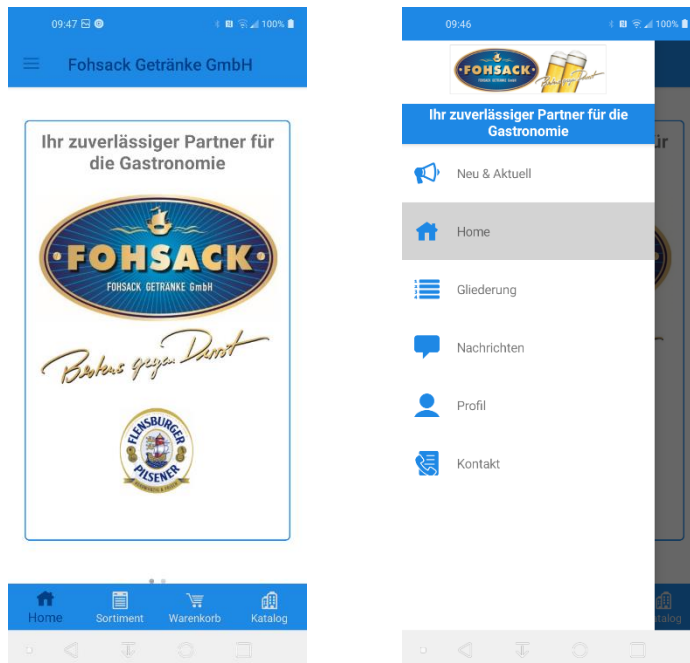 09:47
100%
Fohsack Getränke GmbH
Ihr zuverlässiger Partner für
die Gastronomie
FOHSACK
FOHSACK GETRÄNKE GmbH
Bestens gegen Durst
FLENSBURGER
PILSENER
Home
Sortiment
Warenkorb
Katalog
09:46
100%
FOHSACK
Ihr zuverlässiger Partner für die
Gastronomie
ür
Neu & Aktuell
Home
Gliederung
Nachrichten
Profil
Kontakt
talog